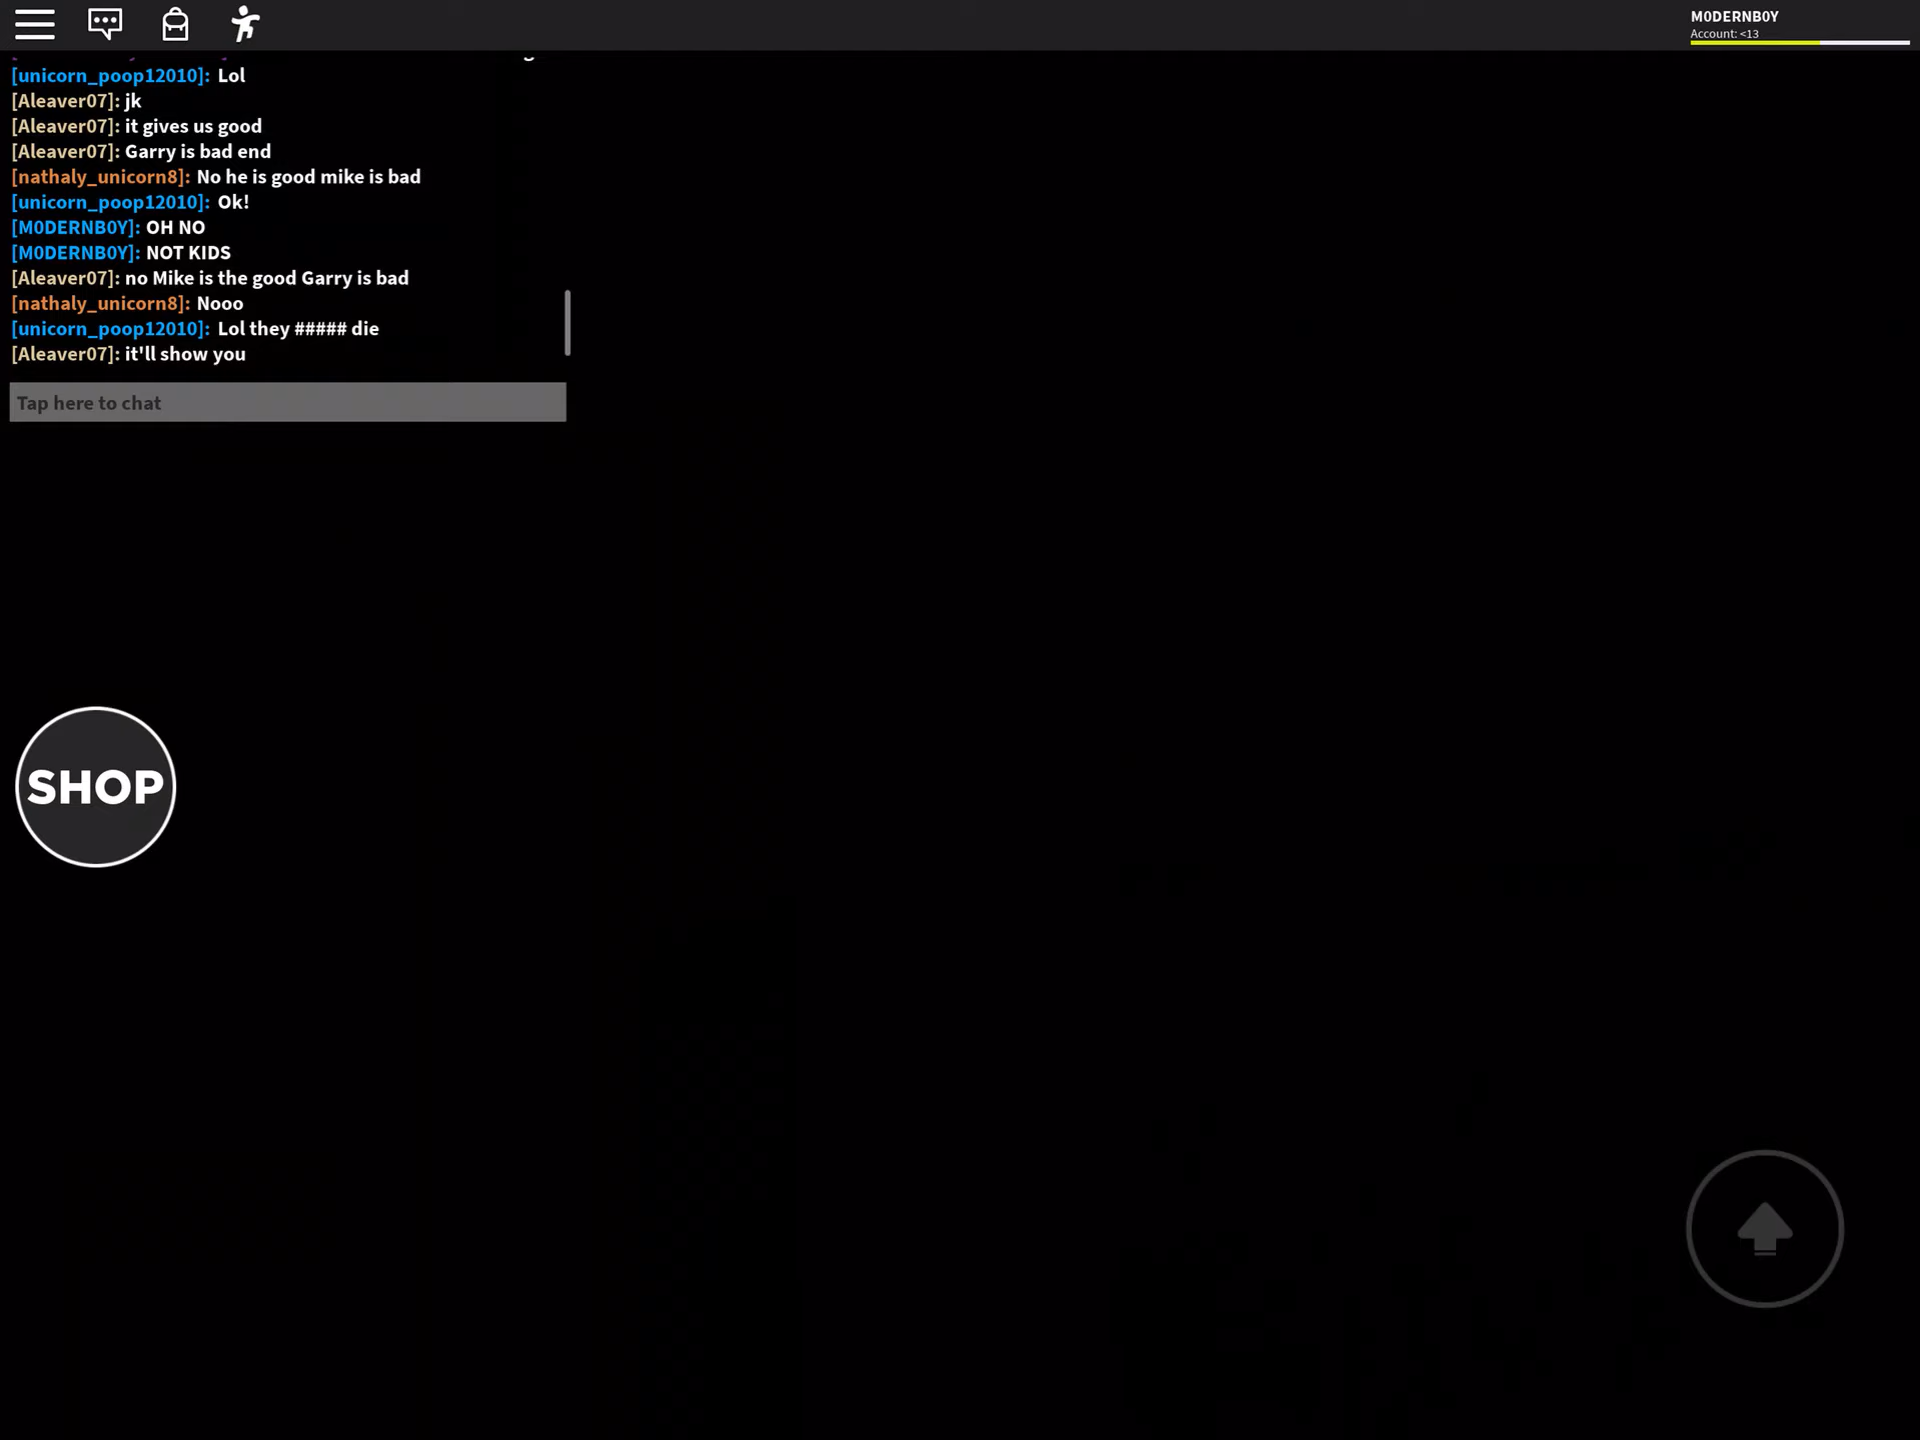 M0DERNB0Y
Account: <13
[unicorn_poop12010]: Lol
[Aleaver07]: jk
[Aleaver07]: it gives us good
[Aleaver07]: Garry is bad end
[nathaly_unicorn8]: No he is good mike is bad
[unicorn_poop12010]: Ok!
[M0DERNB0Y]: OH NO
[M0DERNB0Y]: NOT KIDS
[Aleaver07]: no Mike is the good Garry is bad
[nathaly_unicorn8]: Nooo
[unicorn_poop12010]: Lol they ##### die
[Aleaver07]: it'll show you
Tap here to chat
SHOP